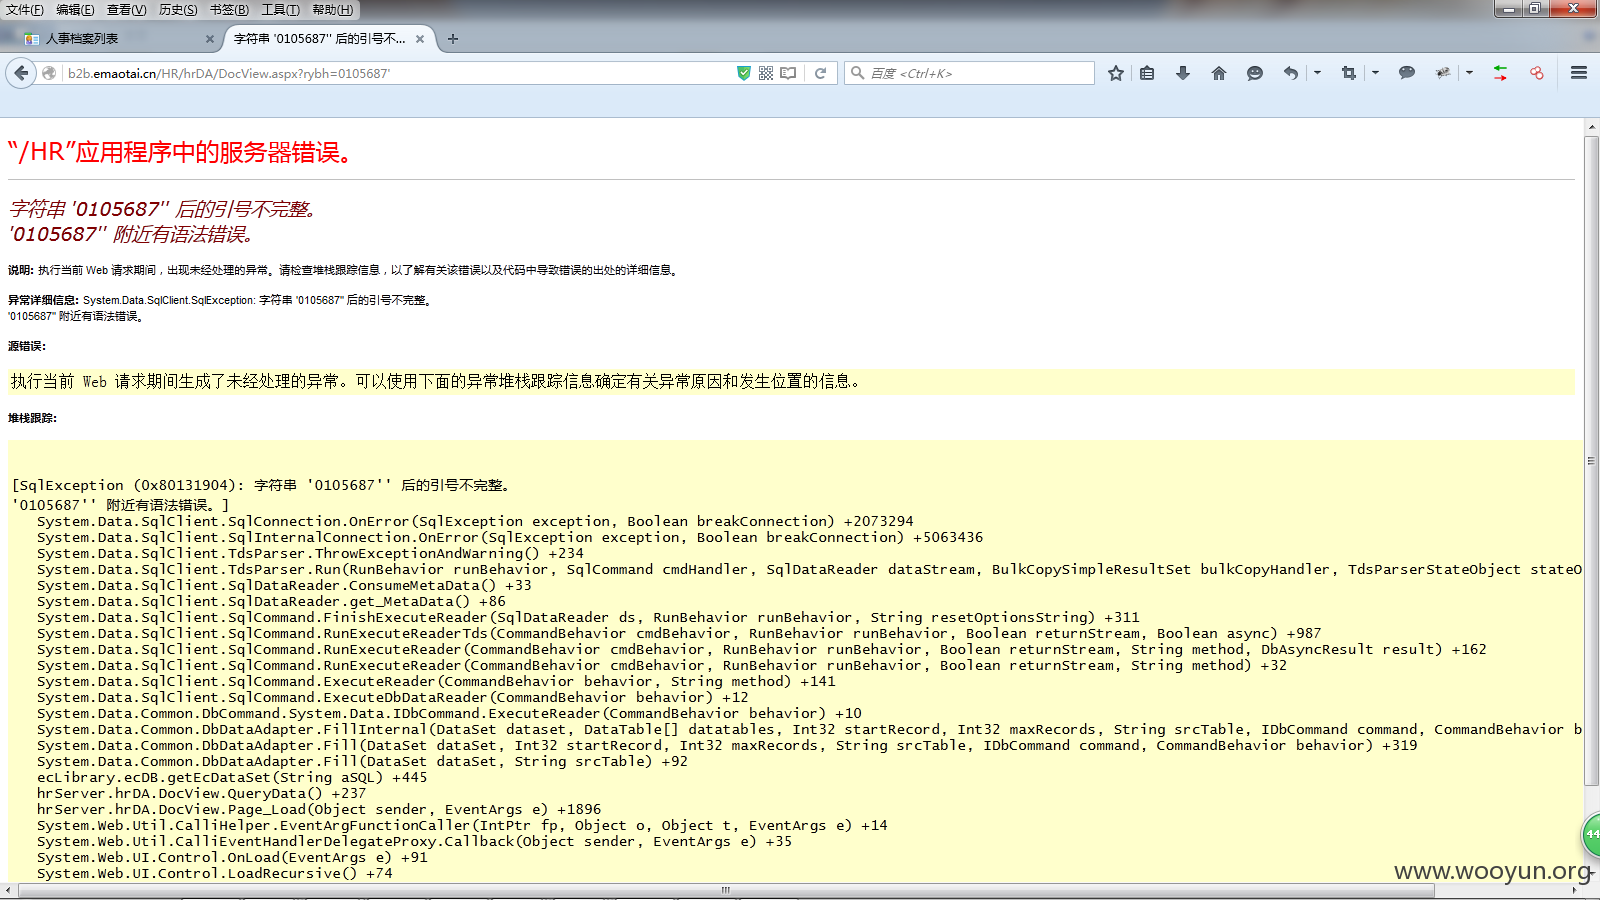 文件(F) 编辑(E) 查看(V) 历史(S) 书签(B) 工具(T) 帮助(H)
人事档案列表
字符串 '0105687'' 后的引号不...
b2b.emaotai.cn/HR/hrDA/DocView.aspx?rybh=0105687'
百度 <Ctrl+K>
“/HR”应用程序中的服务器错误。
字符串 '0105687'' 后的引号不完整。
'0105687'' 附近有语法错误。
说明: 执行当前 Web 请求期间，出现未经处理的异常。请检查堆栈跟踪信息，以了解有关该错误以及代码中导致错误的出处的详细信息。
异常详细信息: System.Data.SqlClient.SqlException: 字符串 '0105687'' 后的引号不完整。
'0105687'' 附近有语法错误。
源错误:
执行当前 Web 请求期间生成了未经处理的异常。可以使用下面的异常堆栈跟踪信息确定有关异常原因和发生位置的信息。
堆栈跟踪:
[SqlException (0x80131904): 字符串 '0105687'' 后的引号不完整。
'0105687'' 附近有语法错误。]
System.Data.SqlClient.SqlConnection.OnError(SqlException exception, Boolean breakConnection) +2073294
System.Data.SqlClient.SqlInternalConnection.OnError(SqlException exception, Boolean breakConnection) +5063436
System.Data.SqlClient.TdsParser.ThrowExceptionAndWarning() +234
System.Data.SqlClient.TdsParser.Run(RunBehavior runBehavior, SqlCommand cmdHandler, SqlDataReader dataStream, BulkCopySimpleResultSet bulkCopyHandler, TdsParserStateObject stateO
System.Data.SqlClient.SqlDataReader.ConsumeMetaData() +33
System.Data.SqlClient.SqlDataReader.get_MetaData() +86
System.Data.SqlClient.SqlCommand.FinishExecuteReader(SqlDataReader ds, RunBehavior runBehavior, String resetOptionsString) +311
System.Data.SqlClient.SqlCommand.RunExecuteReaderTds(CommandBehavior cmdBehavior, RunBehavior runBehavior, Boolean returnStream, Boolean async) +987
System.Data.SqlClient.SqlCommand.RunExecuteReader(CommandBehavior cmdBehavior, RunBehavior runBehavior, Boolean returnStream, String method, DbAsyncResult result) +162
System.Data.SqlClient.SqlCommand.RunExecuteReader(CommandBehavior cmdBehavior, RunBehavior runBehavior, Boolean returnStream, String method) +32
System.Data.SqlClient.SqlCommand.ExecuteReader(CommandBehavior behavior, String method) +141
System.Data.SqlClient.SqlCommand.ExecuteDbDataReader(CommandBehavior behavior) +12
System.Data.Common.DbCommand.System.Data.IDbCommand.ExecuteReader(CommandBehavior behavior) +10
System.Data.Common.DbDataAdapter.FillInternal(DataSet dataset, DataTable[] datatables, Int32 startRecord, Int32 maxRecords, String srcTable, IDbCommand command, CommandBehavior b
System.Data.Common.DbDataAdapter.Fill(DataSet dataSet, Int32 startRecord, Int32 maxRecords, String srcTable, IDbCommand command, CommandBehavior behavior) +319
System.Data.Common.DbDataAdapter.Fill(DataSet dataSet, String srcTable) +92
ecLibrary.ecDB.getEcDataSet(String aSQL) +445
hrServer.hrDA.DocView.QueryData() +237
hrServer.hrDA.DocView.Page_Load(Object sender, EventArgs e) +1896
System.Web.Util.CalliHelper.EventArgFunctionCaller(IntPtr fp, Object o, Object t, EventArgs e) +14
System.Web.Util.CalliEventHandlerDelegateProxy.Callback(Object sender, EventArgs e) +35
System.Web.UI.Control.OnLoad(EventArgs e) +91
System.Web.UI.Control.LoadRecursive() +74
44
www.wooyun.org